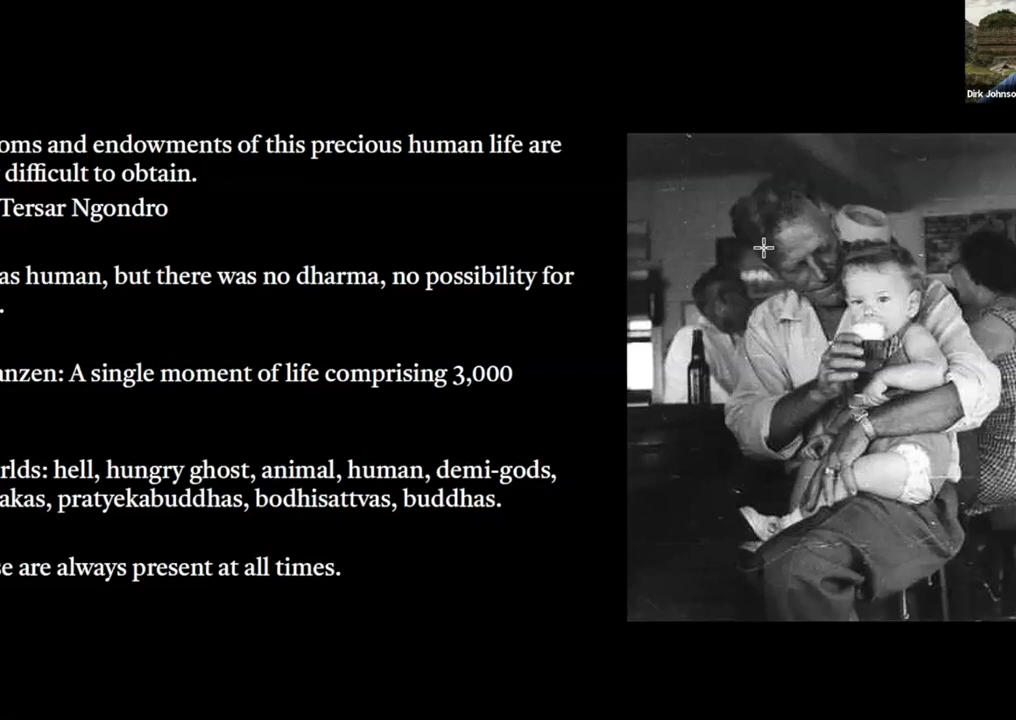 Dirk Johnso
oms and endowments of this precious human life are
difficult to obtain.
Tersar Ngondro
as human, but there was no dharma, no possibility for
.
anzen: A single moment of life comprising 3,000
rlds: hell, hungry ghost, animal, human, demi-gods,
akas, pratyekabuddhas, bodhisattvas, buddhas.
e are always present at all times.